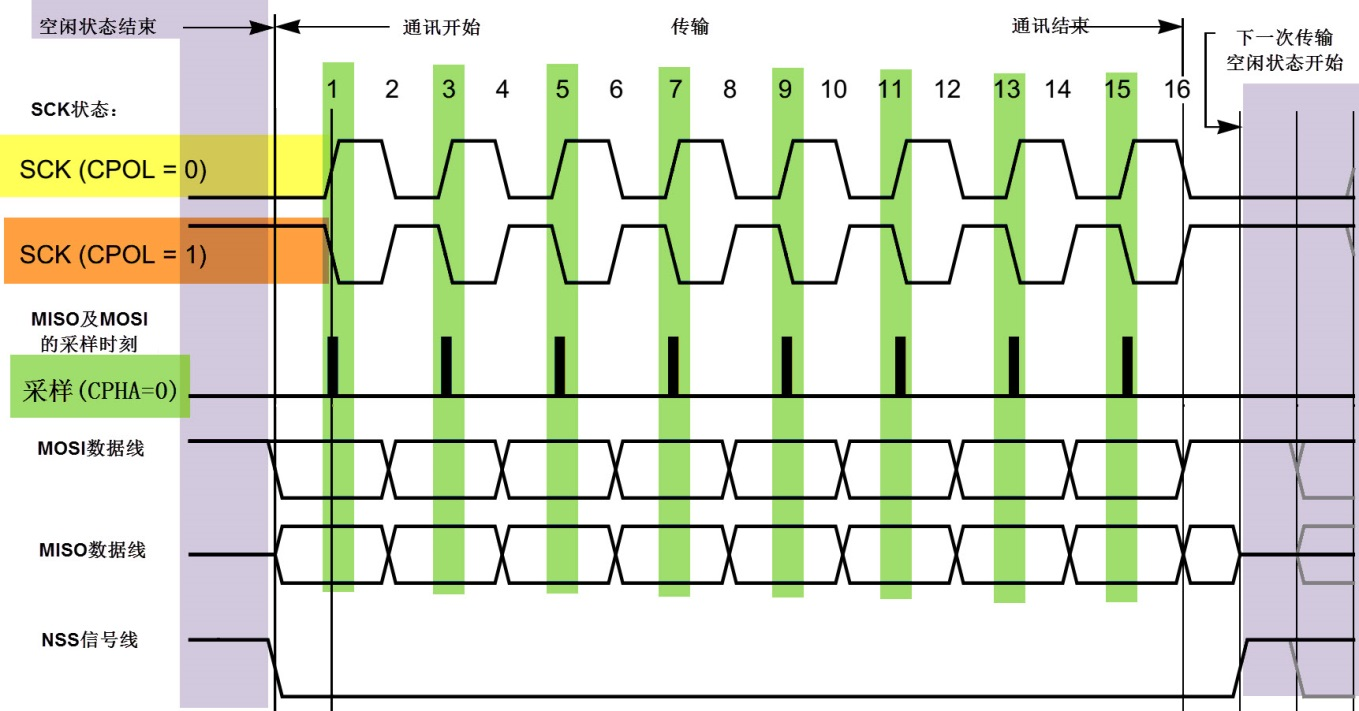 空闲状态结束
通讯开始
传输
通讯结束
下一次传输
空闲状态开始
1 2 3 4 5 6 7 8 9 10 11 12 13 14 15 16
SCK状态：
SCK (CPOL = 0)
SCK (CPOL = 1)
MISO及MOSI
的采样时刻
采样(CPHA=0)
MOSI数据线
MISO数据线
NSS信号线